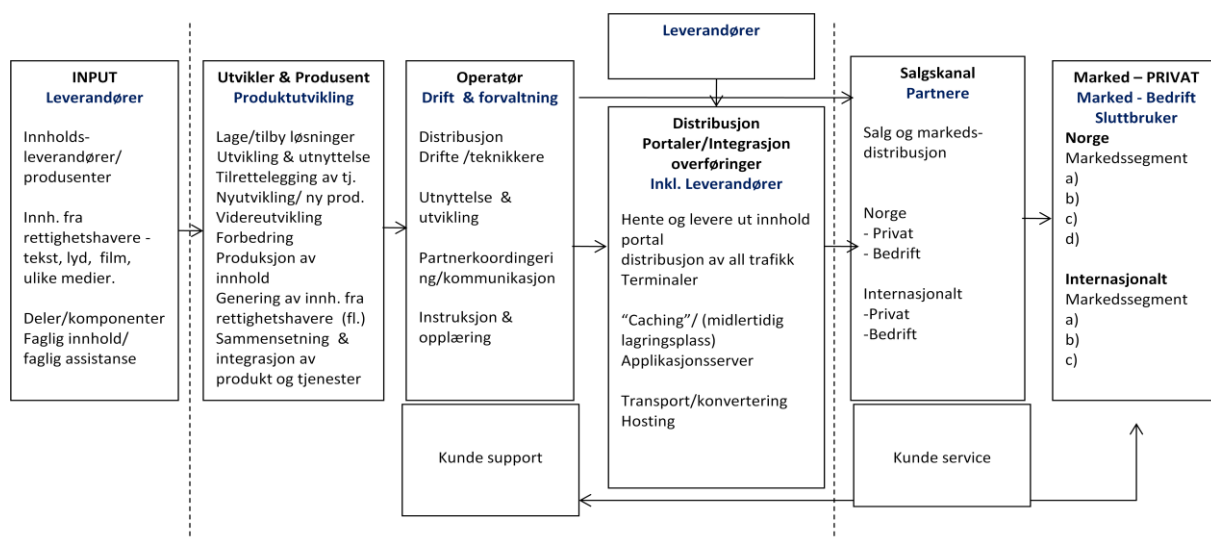 INPUT
Leverandører
Innholds-
leverandører/
produsenter
Innh. fra
rettighetshavere -
tekst, lyd, film,
ulike medier.
Deler/komponenter
Faglig innhold/
faglig assistanse
Utvikler & Produsent
Produktutvikling
Lage/tilby løsninger
Utvikling & utnyttelse
Tilrettelegging av tj.
Nyutvikling/ ny prod.
Videreutvikling
Forbedring
Produksjon av
innhold
Genering av innh. fra
rettighetshavere (fl.)
Sammensetning &
integrasjon av
produkt og tjenester
Operatør
Drift & forvaltning
Distribusjon
Drifte /teknikkere
Utnyttelse &
utvikling
Partnerkoordingeri
ng/kommunikasjon
Instruksjon &
opplæring
Kunde support
Leverandører
Distribusjon
Portaler/Integrasjon
overføringer
Inkl. Leverandører
Hente og levere ut innhold
portal
distribusjon av all trafikk
Terminaler
“Caching”/ (midlertidig
lagringsplass)
Applikasjonsserver
Transport/konvertering
Hosting
Salgskanal
Partnere
Salg og markeds-
distribusjon
Norge
- Privat
- Bedrift
Internasjonalt
-Privat
-Bedrift
Kunde service
Marked – PRIVAT
Marked - Bedrift
Sluttbruker
Norge
Markedssegment
a)
b)
c)
d)
Internasjonalt
Markedssegment
a)
b)
c)